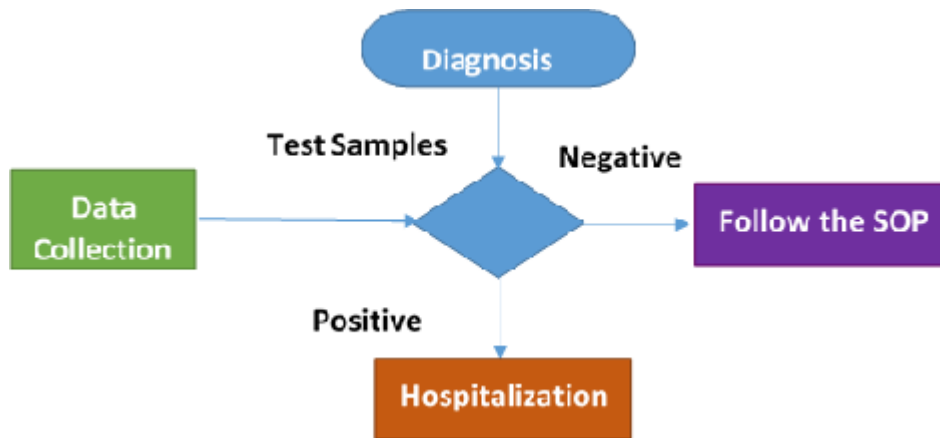 Diagnosis
Test Samples
Negative
Data
Collection
Follow the SOP
Positive
Hospitalization